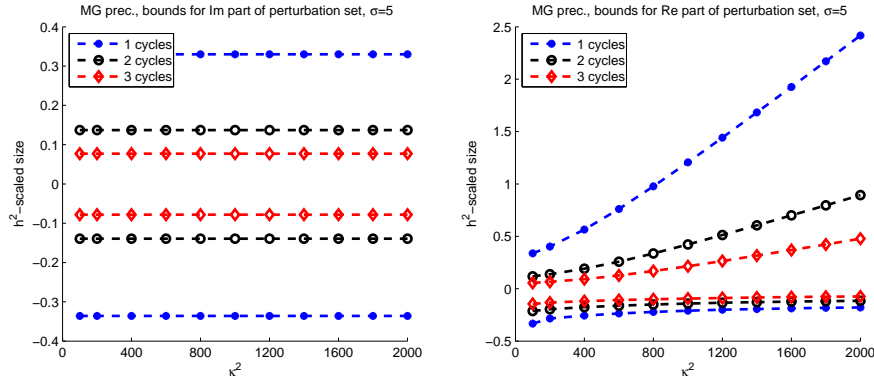 MG prec., bounds for Im part of perturbation set, σ=5
0.4
0.3
0.2
0.1
0
−0.1
−0.2
−0.3
−0.4
h²−scaled size
1 cycles
2 cycles
3 cycles
0 400 800 1200 1600 2000
κ²
MG prec., bounds for Re part of perturbation set, σ=5
2.5
2
1.5
1
0.5
0
−0.5
h²−scaled size
1 cycles
2 cycles
3 cycles
0 400 800 1200 1600 2000
κ²